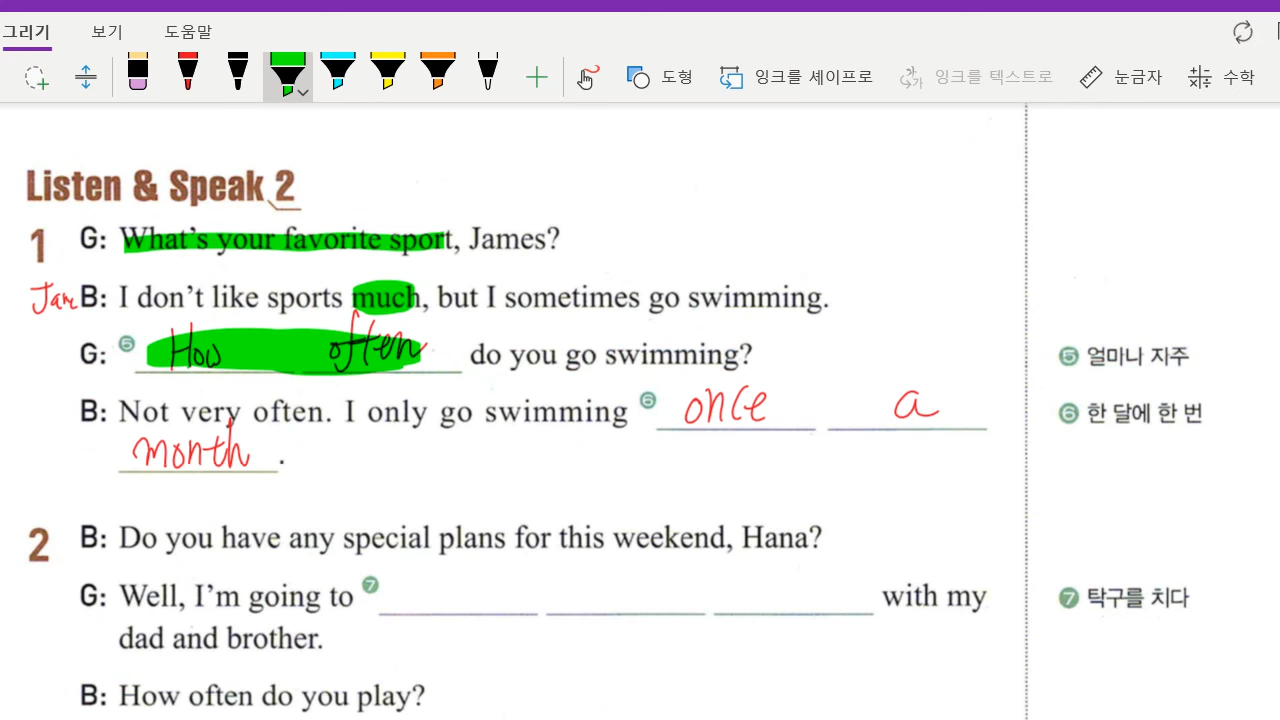 그리기 보기 도움말
도형 잉크를 셰이프로 잉크를 텍스트로 눈금자 수학
Listen & Speak 2
1 G: What's your favorite sport, James?
Jam B: I don't like sports much, but I sometimes go swimming.
G: ⑤ How often do you go swimming? ⑤ 얼마나 자주
B: Not very often. I only go swimming ⑥ once a ⑥ 한 달에 한 번
month .
2 B: Do you have any special plans for this weekend, Hana?
G: Well, I'm going to ⑦ with my ⑦ 탁구를 치다
dad and brother.
B: How often do you play?